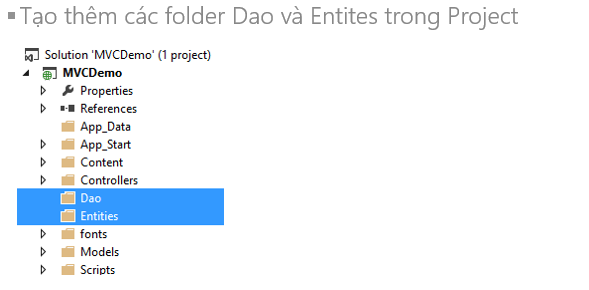 Tạo thêm các folder Dao và Entites trong Project
Solution 'MVCDemo' (1 project)
MVCDemo
Properties
References
App_Data
App_Start
Content
Controllers
Dao
Entities
fonts
Models
Scripts